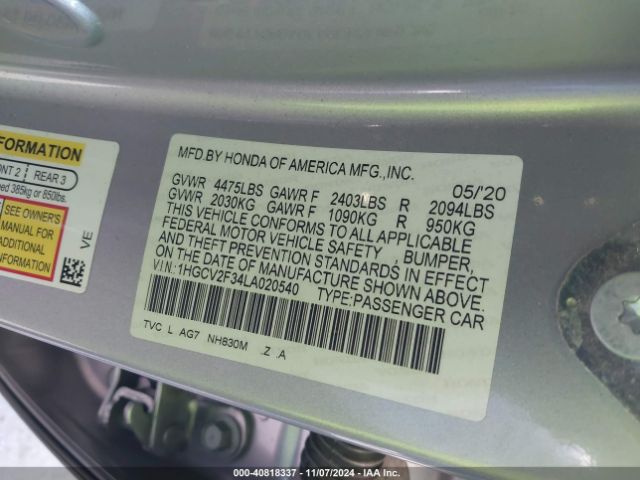 FORMATION
ONT 2 REAR 3
ed 385kg or 850lbs.
SEE OWNER'S
MANUAL FOR
ADDITIONAL
INFORMATION
VE
MFD.BY HONDA OF AMERICA MFG.,INC.
05/'20
GVWR 4475LBS GAWR F 2403LBS R 2094LBS
GVWR 2030KG GAWR F 1090KG R 950KG
THIS VEHICLE CONFORMS TO ALL APPLICABLE
FEDERAL MOTOR VEHICLE SAFETY , BUMPER,
AND THEFT PREVENTION STANDARDS IN EFFECT
ON THE DATE OF MANUFACTURE SHOWN ABOVE.
VIN:1HGCV2F34LA020540 TYPE:PASSENGER CAR
TVC L AG7 NH830M Z A
000-40818337 - 11/07/2024 - IAAI.COM